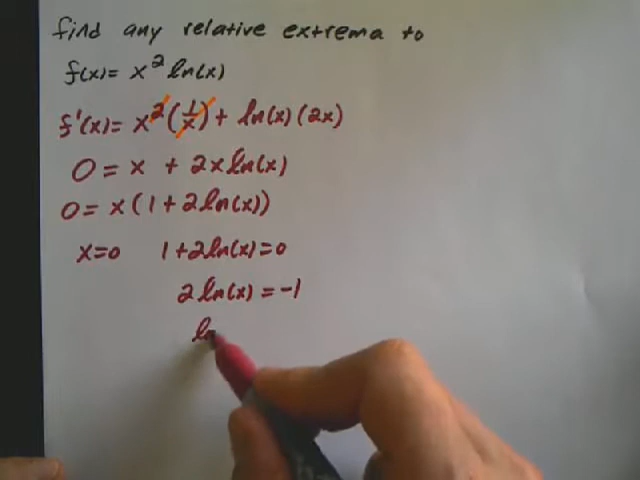 find any relative extrema to
f(x)= x² ln(x)
f'(x)= x²(1/x) + ln(x)(2x)
0 = x + 2x ln(x)
0 = x(1+2ln(x))
x=0 1+2ln(x)=0
2 ln(x) = -1
ln